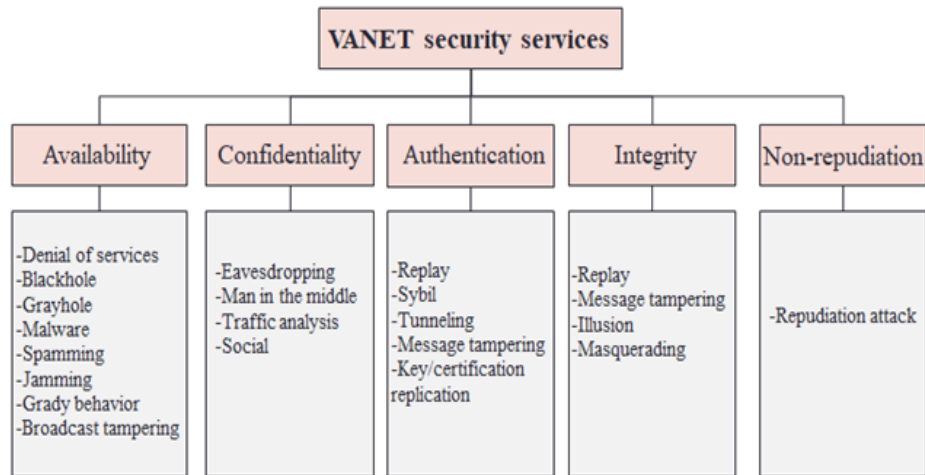 VANET security services
Availability
Confidentiality
Authentication
Integrity
Non-repudiation
-Denial of services
-Blackhole
-Grayhole
-Malware
-Spamming
-Jamming
-Grady behavior
-Broadcast tampering
-Eavesdropping
-Man in the middle
-Traffic analysis
-Social
-Replay
-Sybil
-Tunneling
-Message tampering
-Key/certification
replication
-Replay
-Message tampering
-Illusion
-Masquerading
-Repudiation attack